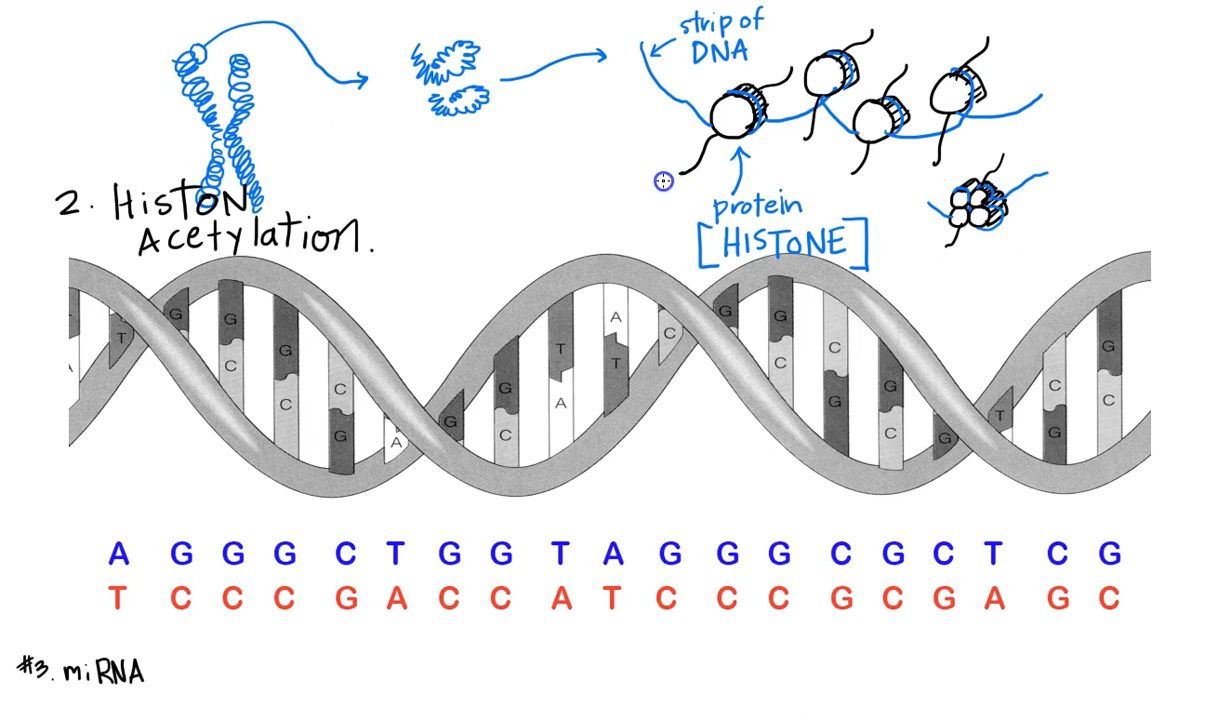 strip of
DNA
2. HistoN
Acetylation.
protein
[HISTONE]
T G G G C C G A G G T A A C G G C G G T C G
A C C C G C A T T C C G C G G C C
A G G G C T G G T A G G G C G C T C G
T C C C G A C C A T C C C G C G A G C
#3. miRNA